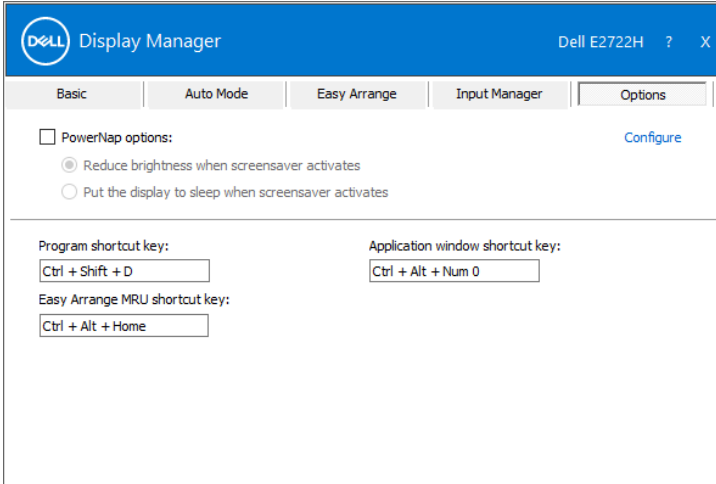 DELL Display Manager Dell E2722H ? X
Basic Auto Mode Easy Arrange Input Manager Options
PowerNap options: Configure
Reduce brightness when screensaver activates
Put the display to sleep when screensaver activates
Program shortcut key: Application window shortcut key:
Ctrl + Shift + D Ctrl + Alt + Num 0
Easy Arrange MRU shortcut key:
Ctrl + Alt + Home